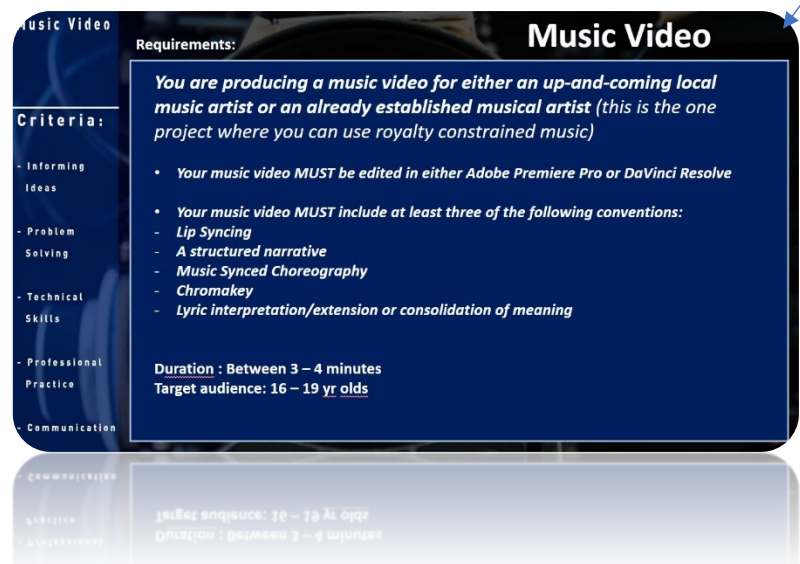 Music Video
Criteria:
- Informing
Ideas
- Problem
Solving
- Technical
Skills
- Professional
Practice
- Communication
Requirements:
Music Video
You are producing a music video for either an up-and-coming local
music artist or an already established musical artist (this is the one
project where you can use royalty constrained music)
• Your music video MUST be edited in either Adobe Premiere Pro or DaVinci Resolve
• Your music video MUST include at least three of the following conventions:
- Lip Syncing
- A structured narrative
- Music Synced Choreography
- Chromakey
- Lyric interpretation/extension or consolidation of meaning
Duration : Between 3 – 4 minutes
Target audience: 16 – 19 yr olds